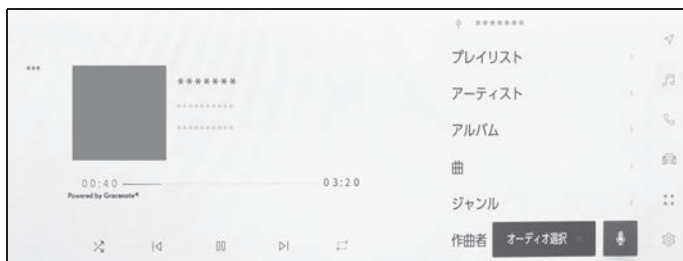 *******
**********
**********
00:40
03:20
Powered by Gracenote®
*******
プレイリスト
アーティスト
アルバム
曲
ジャンル
作曲者
オーディオ選択